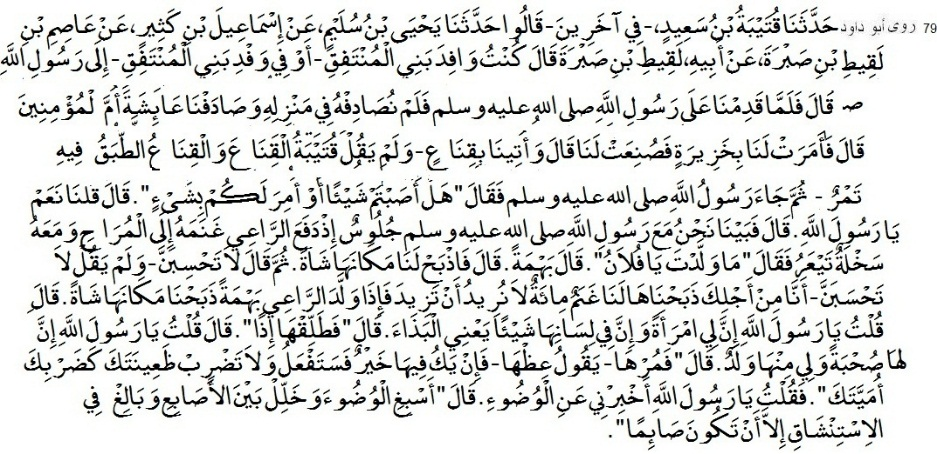 79 روى أبو داود حَدَّثَنَا قُتَيْبَةُ بْنُ سَعِيدٍ، - فِي آخَرِينَ - قَالُوا حَدَّثَنَا يَحْيَى بْنُ سُلَيْمٍ، عَنْ إِسْمَاعِيلَ بْنِ كَثِيرٍ، عَنْ عَاصِمِ بْنِ
لَقِيطِ بْنِ صَبْرَةَ، عَنْ أَبِيهِ، لَقِيطِ بْنِ صَبْرَةَ قَالَ كُنْتُ وَافِدَ بَنِي الْمُنْتَفِقِ - أَوْ فِي وَفْدِ بَنِي الْمُنْتَفِقِ - إِلَى رَسُولِ اللَّهِ
ص قَالَ فَلَمَّا قَدِمْنَا عَلَى رَسُولِ اللَّهِ صلى الله عليه وسلم فَلَمْ نُصَادِفْهُ فِي مَنْزِلِهِ وَصَادَفْنَا عَائِشَةَ أُمَّ لْمُؤْمِنِينَ
قَالَ فَأَمَرَتْ لَنَا بِخَزِيرَةٍ فَصُنِعَتْ لَنَا قَالَ وَأُتِينَا بِقِنَا عٍ - وَلَمْ يَقُلْ قُتَيْبَةُ الْقِنَا عَ وَالْقِنَا عُ الطَّبَقُ فِيهِ
تَمْرٌ - ثُمَّ جَاءَ رَسُولُ اللَّهِ صلى الله عليه وسلم فَقَالَ " هَلْ أَصَبْتُمْ شَيْئًا أَوْ أُمِرَ لَكُمْ بِشَىْءٍ " . قَالَ قلنَا نَعَمْ
يَا رَسُولَ اللَّهِ . قَالَ فَبَيْنَا نَحْنُ مَعَ رَسُولِ اللَّهِ صلى الله عليه وسلم جُلُوسٌ إِذْ دَفَعَ الرَّاعِي غَنَمَهُ إِلَى الْمُرَا حِ وَمَعَهُ
سَخْلَةٌ تَيْعَرُ فَقَالَ " مَا وَلَّدْتَ يَا فُلاَنُ " . قَالَ بَهْمَةً . قَالَ فَاذْبَحْ لَنَا مَكَانَهَا شَاةً . ثُمَّ قَالَ لاَ تَحْسِبَنَّ - وَلَمْ يَقُلْ لاَ
تَحْسَبَنَّ - أَنَّا مِنْ أَجْلِكَ ذَبَحْنَاهَا لَنَا غَنَمٌ مِائَةٌ لاَ نُرِيدُ أَنْ تَزِيدَ فَإِذَا وَلَّدَ الرَّاعِي بَهْمَةً ذَبَحْنَا مَكَانَهَا شَاةً . قَالَ
قُلْتُ يَا رَسُولَ اللَّهِ إِنَّ لِي امْرَأَةً وَإِنَّ فِي لِسَانِهَا شَيْئًا يَعْنِي الْبَذَاءَ . قَالَ " فَطَلِّقْهَا إِذًا " . قَالَ قُلْتُ يَا رَسُولَ اللَّهِ إِنَّ
لَهَا صُحْبَةً وَلِي مِنْهَا وَلَدٌ . قَالَ " فَمُرْهَا - يَقُولُ عِظْهَا - فَإِنْ يَكُ فِيهَا خَيْرٌ فَسَتَفْعَلُ وَلاَ تَضْرِبْ ظَعِينَتَكَ كَضَرْبِكَ
أُمَيَّتَكَ " . فَقُلْتُ يَا رَسُولَ اللَّهِ أَخْبِرْنِي عَنِ الْوُضُوءِ . قَالَ " أَسْبِغِ الْوُضُوءَ وَخَلِّلْ بَيْنَ الأَصَابِعِ وَبَالِغْ فِي
الاِسْتِنْشَاقِ إِلاَّ أَنْ تَكُونَ صَائِمًا " .